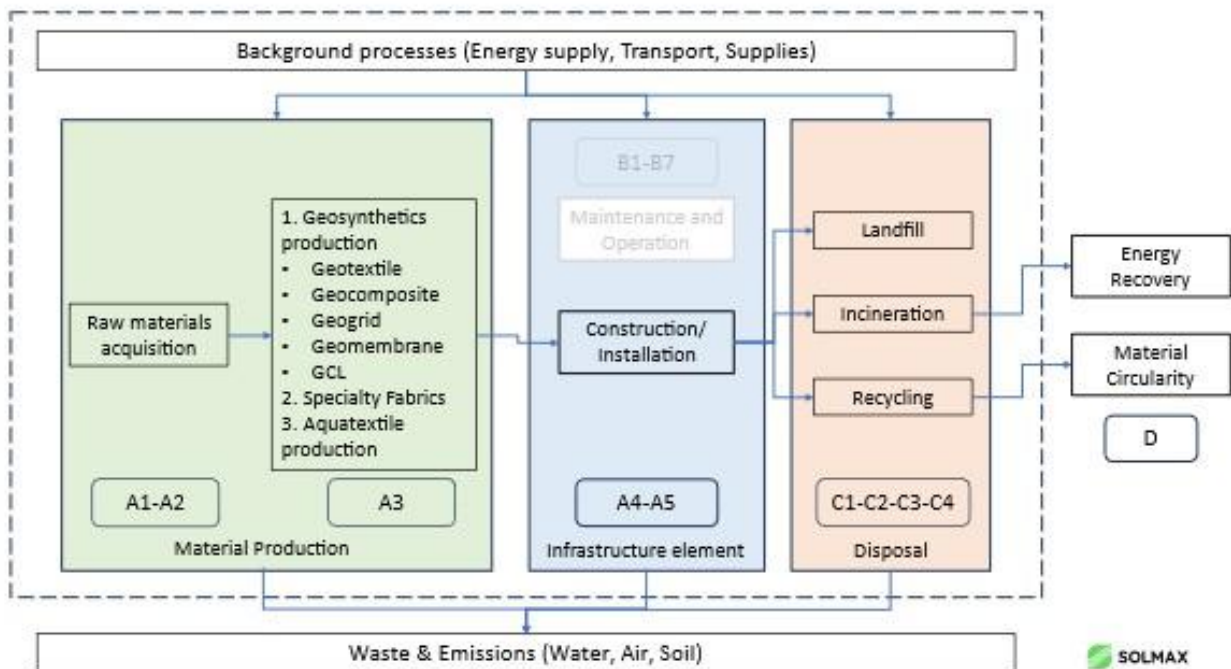 Background processes (Energy supply, Transport, Supplies)
B1-B7
Maintenance and
Operation
1. Geosynthetics
production
▪ Geotextile
▪ Geocomposite
▪ Geogrid
▪ Geomembrane
▪ GCL
2. Specialty Fabrics
3. Aquatextile
production
Raw materials
acquisition
Construction/
Installation
Landfill
Incineration
Recycling
Energy
Recovery
Material
Circularity
D
A1-A2
A3
A4-A5
C1-C2-C3-C4
Material Production
Infrastructure element
Disposal
Waste & Emissions (Water, Air, Soil)
SOLMAX